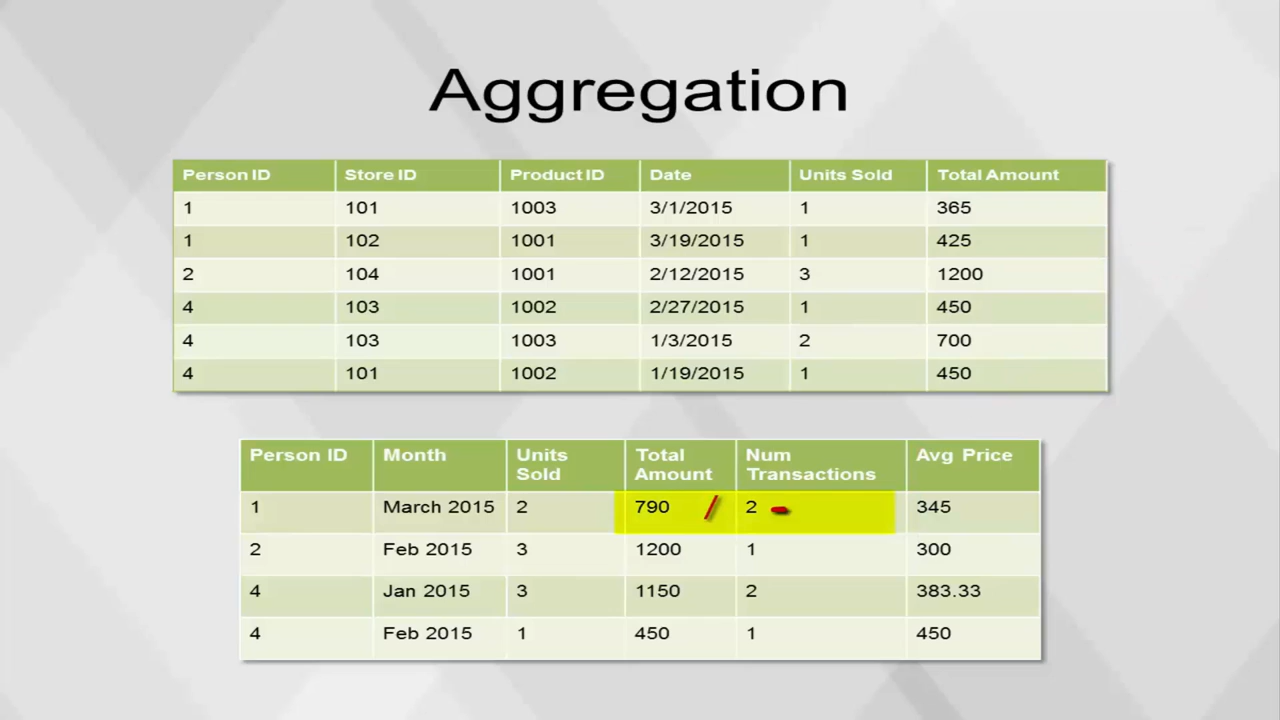 Aggregation
Person ID Store ID Product ID Date Units Sold Total Amount
1 101 1003 3/1/2015 1 365
1 102 1001 3/19/2015 1 425
2 104 1001 2/12/2015 3 1200
4 103 1002 2/27/2015 1 450
4 103 1003 1/3/2015 2 700
4 101 1002 1/19/2015 1 450
Person ID Month Units Sold Total Amount Num Transactions Avg Price
1 March 2015 2 790 / 2 - 345
2 Feb 2015 3 1200 1 300
4 Jan 2015 3 1150 2 383.33
4 Feb 2015 1 450 1 450